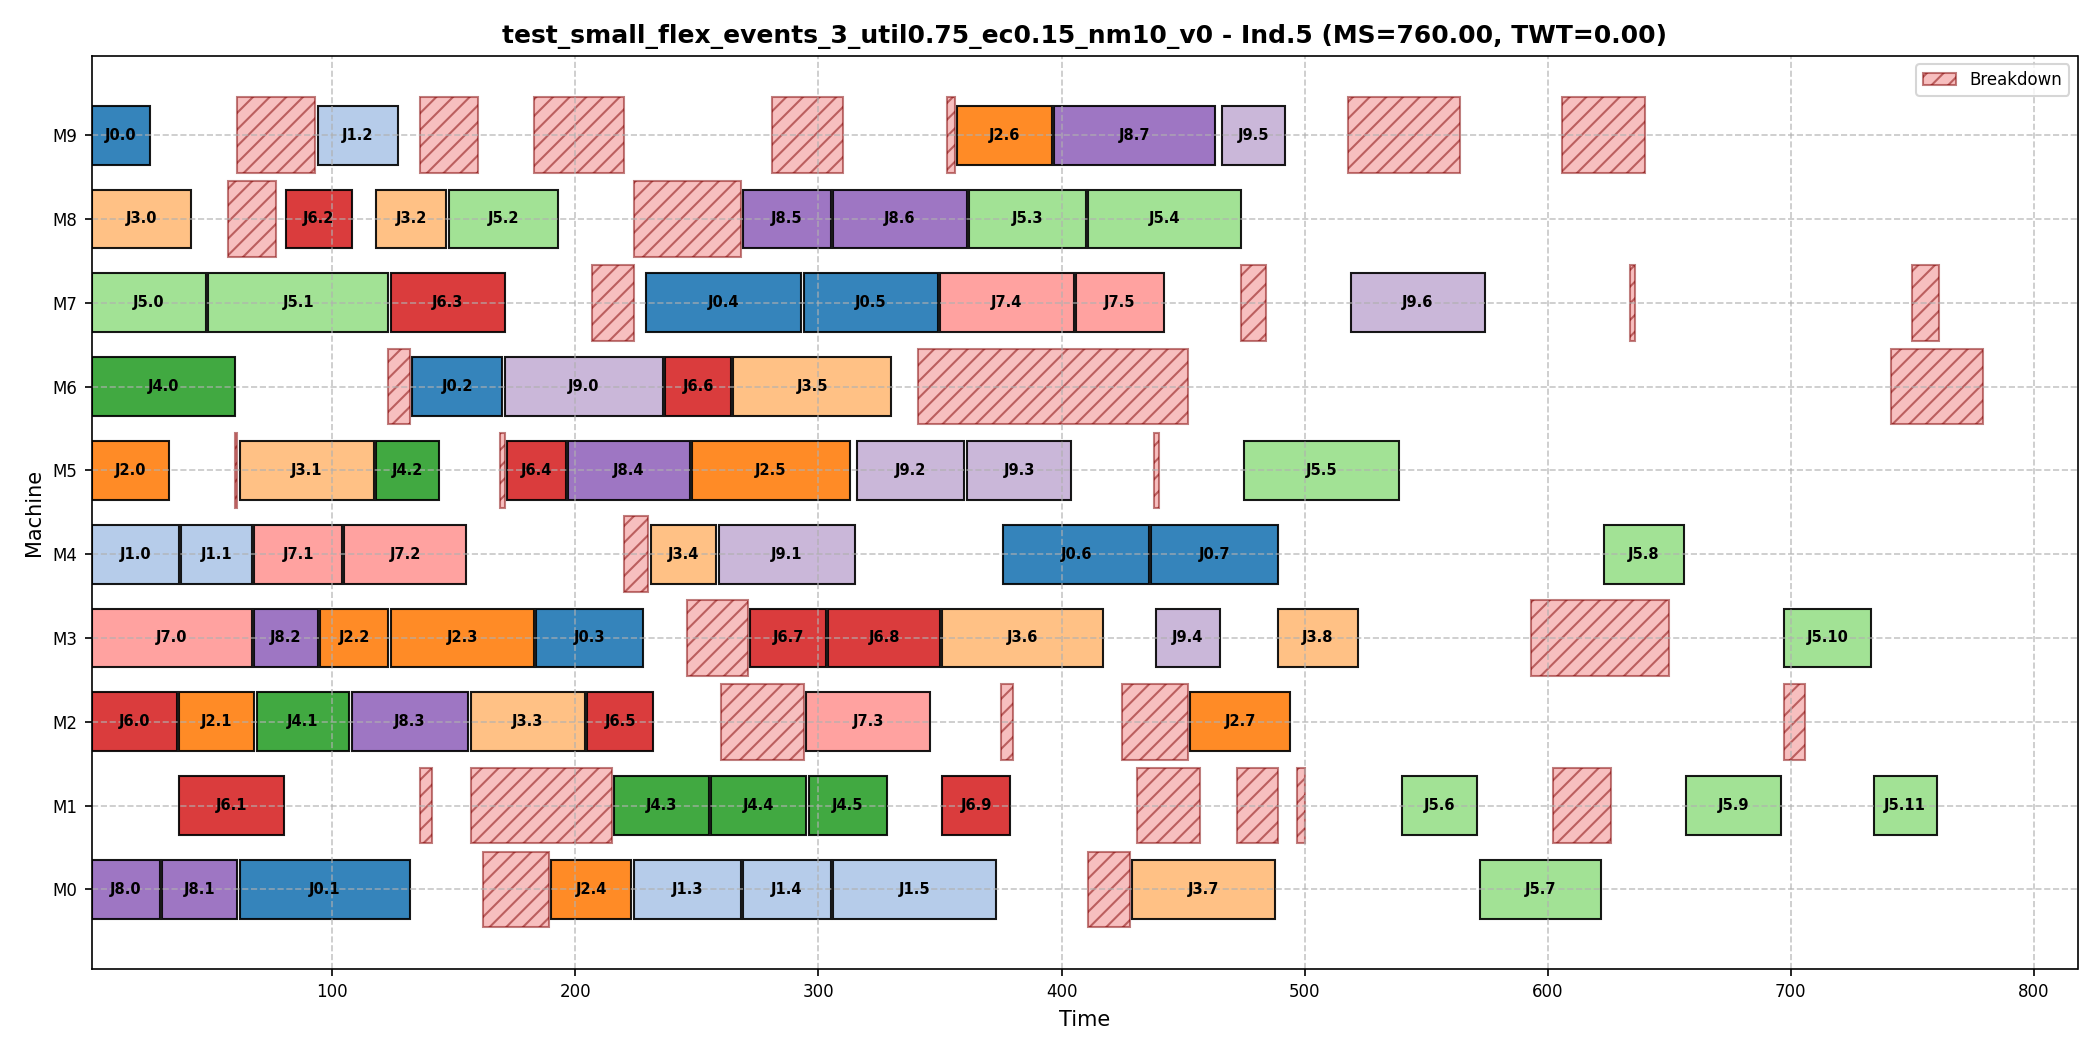 test_small_flex_events_3_util0.75_ec0.15_nm10_v0 - Ind.5 (MS=760.00, TWT=0.00)
Breakdown
M9 J0.0 J1.2 J2.6 J8.7 J9.5
M8 J3.0 J6.2 J3.2 J5.2 J8.5 J8.6 J5.3 J5.4
M7 J5.0 J5.1 J6.3 J0.4 J0.5 J7.4 J7.5 J9.6
M6 J4.0 J0.2 J9.0 J6.6 J3.5
M5 J2.0 J3.1 J4.2 J6.4 J8.4 J2.5 J9.2 J9.3 J5.5
M4 J1.0 J1.1 J7.1 J7.2 J3.4 J9.1 J0.6 J0.7 J5.8
M3 J7.0 J8.2 J2.2 J2.3 J0.3 J6.7 J6.8 J3.6 J9.4 J3.8 J5.10
M2 J6.0 J2.1 J4.1 J8.3 J3.3 J6.5 J7.3 J2.7
M1 J6.1 J4.3 J4.4 J4.5 J6.9 J5.6 J5.9 J5.11
M0 J8.0 J8.1 J0.1 J2.4 J1.3 J1.4 J1.5 J3.7 J5.7
Machine
100 200 300 400 500 600 700 800
Time